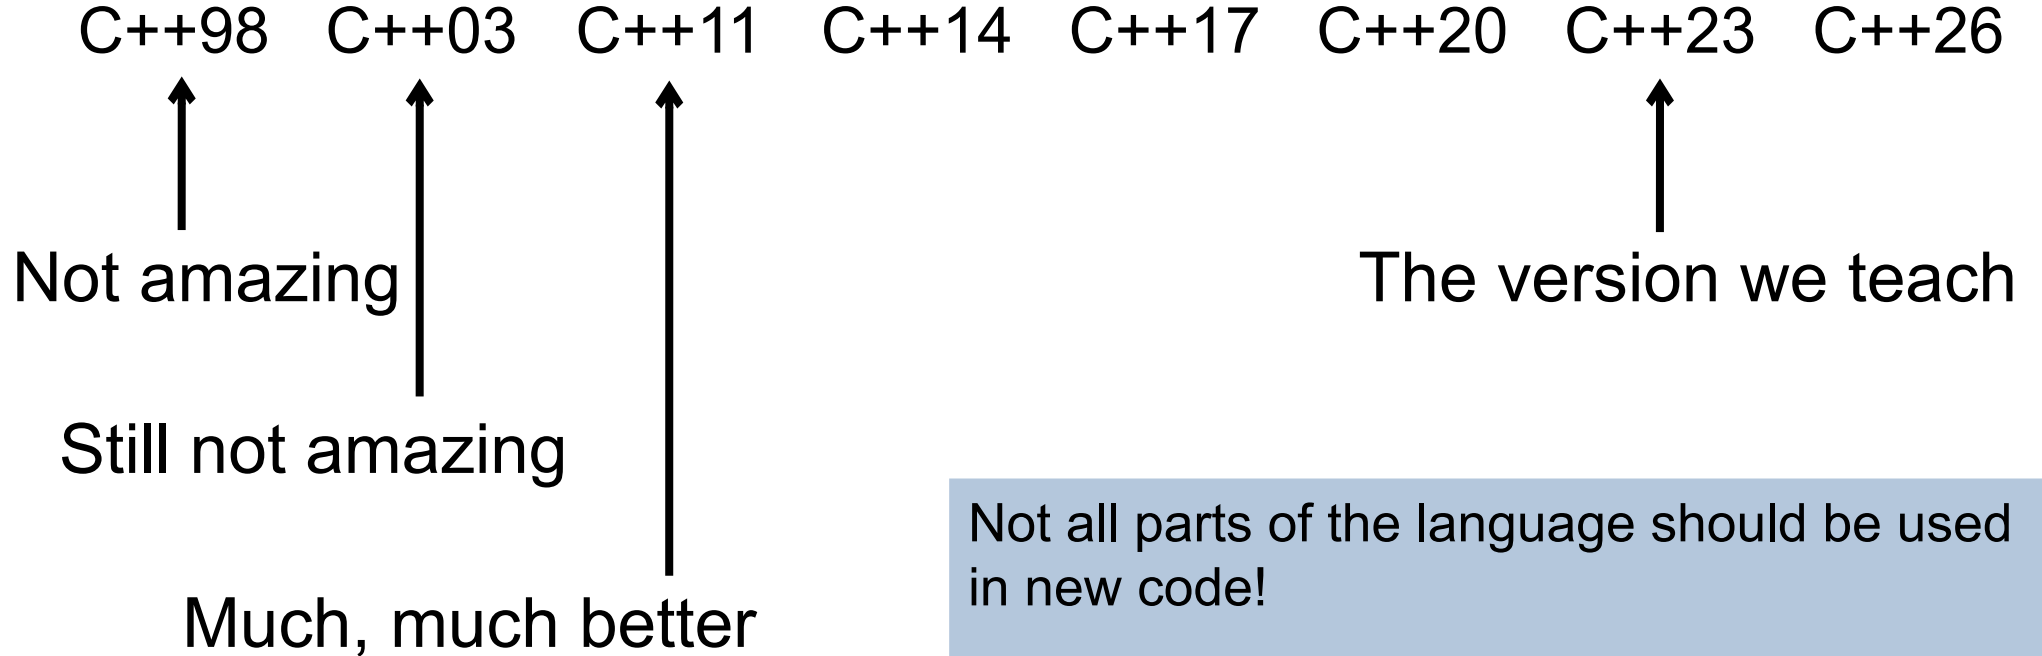 C++98 C++03 C++11 C++14 C++17 C++20 C++23 C++26
Not amazing
The version we teach
Still not amazing
Not all parts of the language should be used
in new code!
Much, much better